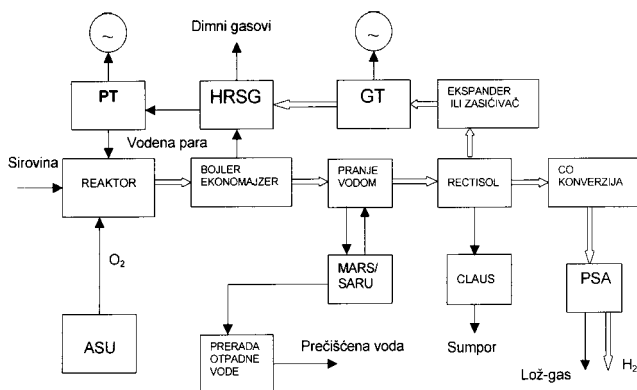 ~
~
Dimni gasovi
PT
HRSG
GT
EKSPANDER
ILI ZASIĆIVAČ
Vodena para
Sirovina
REAKTOR
BOJLER
EKONOMAJZER
PRANJE
VODOM
RECTISOL
CO
KONVERZIJA
O2
MARS/
SARU
CLAUS
PSA
ASU
PRERADA
OTPADNE
VODE
Prečišćena voda
Sumpor
Lož-gas
H2